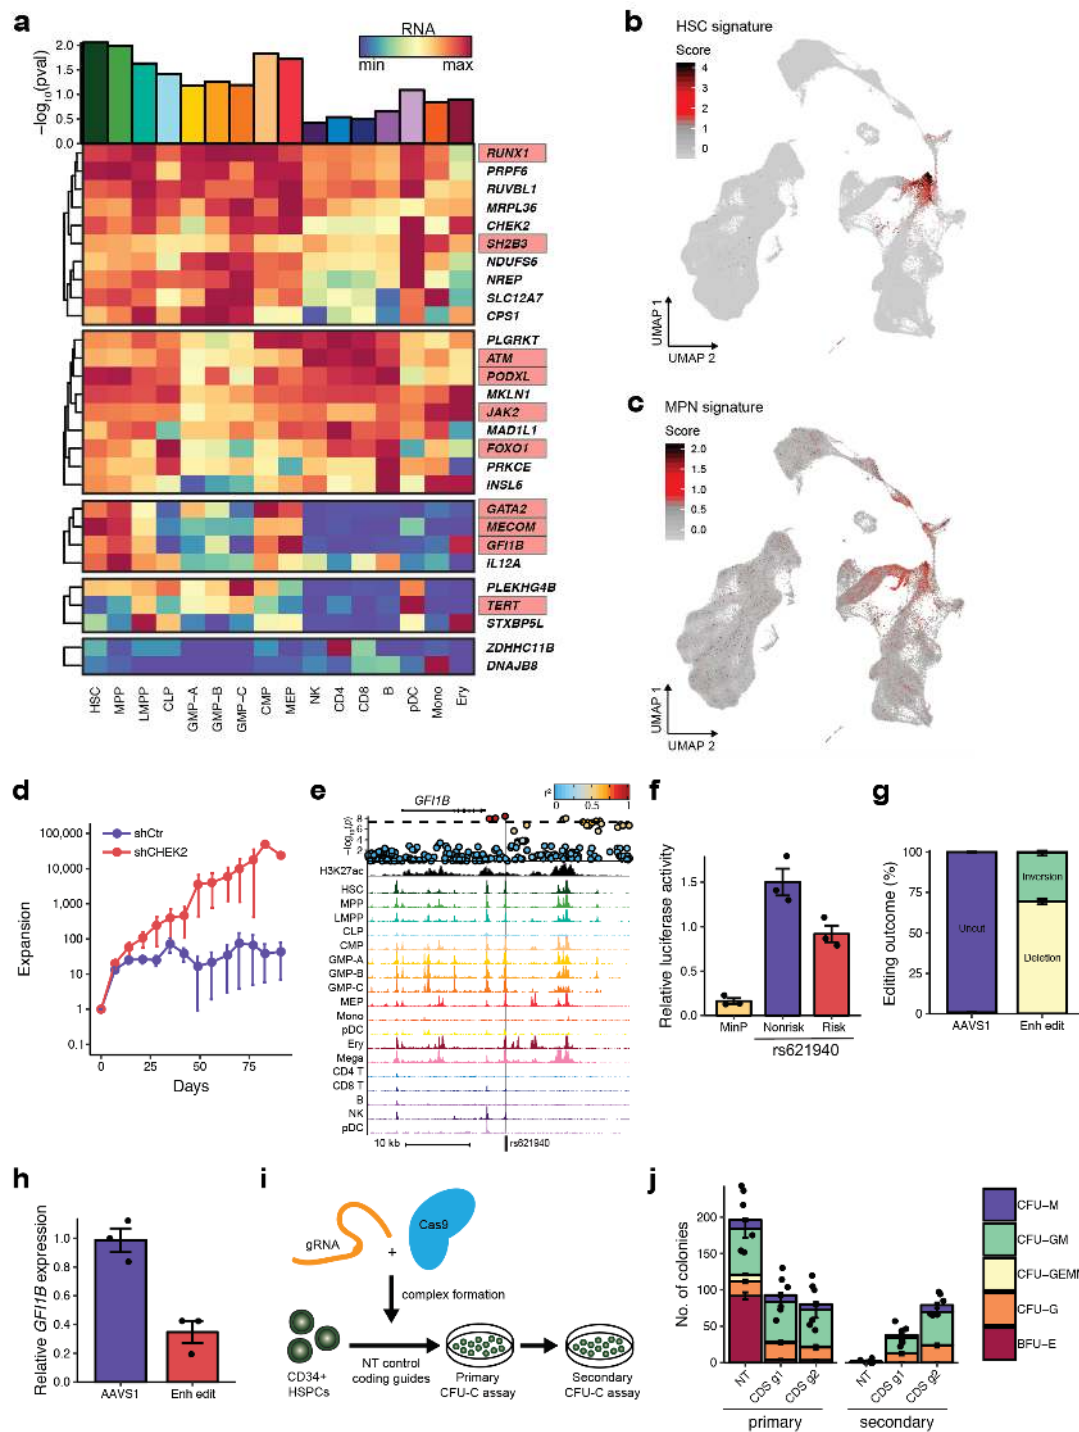 a
RNA
min
max
−log10(pval)
2.0
1.5
1.0
0.5
0.0
RUNX1
PRPF6
RUVBL1
MRPL36
CHEK2
SH2B3
NDUFS6
NREP
SLC12A7
CPS1
PLGRKT
ATM
PODXL
MKLN1
JAK2
MAD1L1
FOXO1
PRKCE
INSL6
GATA2
MECOM
GFI1B
IL12A
PLEKHG4B
TERT
STXBP5L
ZDHHC11B
DNAJB8
HSC
MPP
LMPP
CLP
GMP−A
GMP−B
GMP−C
CMP
MEP
NK
CD4
CD8
B
pDC
Mono
Ery
b
HSC signature
Score
4
3
2
1
0
UMAP 1
UMAP 2
c
MPN signature
Score
2.0
1.5
1.0
0.5
0.0
UMAP 1
UMAP 2
d
shCtr
shCHEK2
Expansion
100,000
10,000
1,000
100
10
1
0.1
0
25
50
75
Days
e
GFI1B
r2
0
0.5
1
−log10(p)
8
6
4
2
H3K27ac
HSC
MPP
LMPP
CLP
CMP
GMP-A
GMP-B
GMP-C
MEP
Mono
pDC
Ery
Mega
CD4 T
CD8 T
B
NK
pDC
10 kb
rs621940
f
Relative luciferase activity
1.5
1.0
0.5
0.0
MinP
Nonrisk
Risk
rs621940
g
Editing outcome (%)
100
75
50
25
0
Uncut
Inversion
Deletion
AAVS1
Enh edit
h
Relative GFI1B expression
1.0
0.8
0.6
0.4
0.2
0.0
AAVS1
Enh edit
i
gRNA
+
Cas9
complex formation
CD34+
HSPCs
NT control
coding guides
Primary
CFU-C assay
Secondary
CFU-C assay
j
No. of colonies
200
150
100
50
0
NT
CDS g1
CDS g2
NT
CDS g1
CDS g2
primary
secondary
CFU-M
CFU-GM
CFU-GEMM
CFU-G
BFU-E